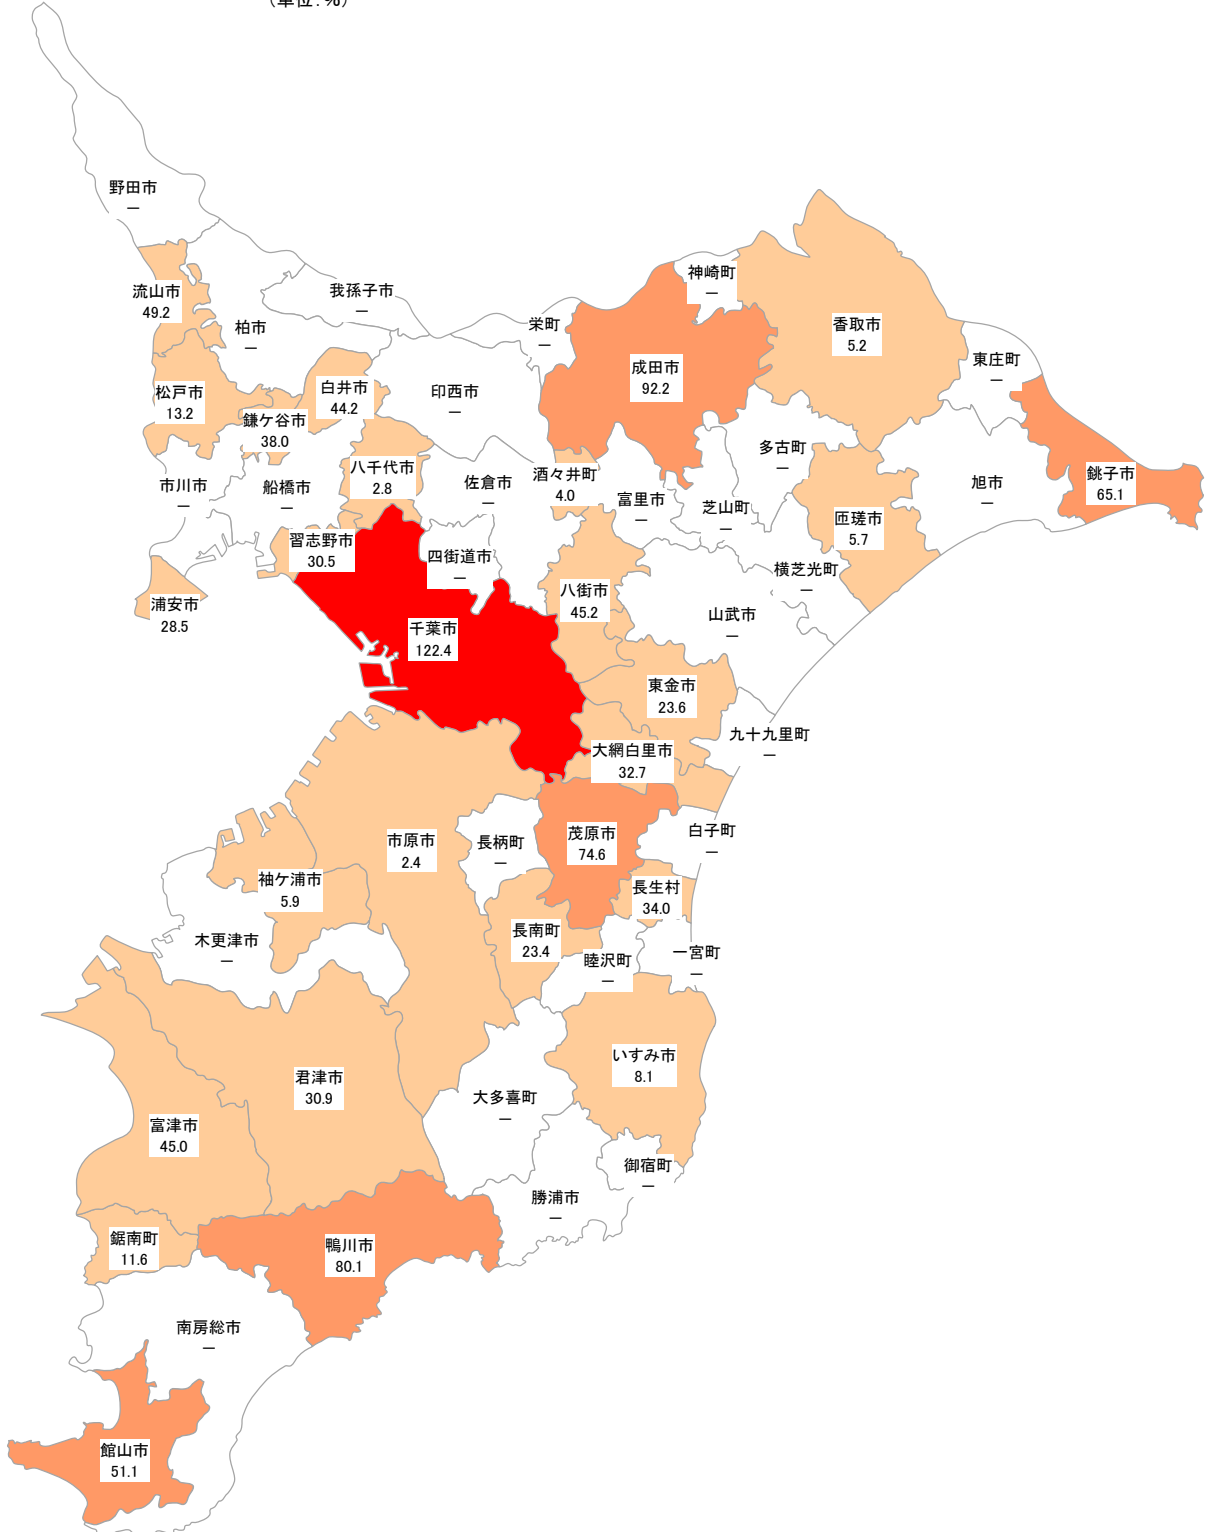 (単位:%)
野田市
―
流山市
49.2
柏市
―
我孫子市
―
栄町
―
神崎町
―
成田市
92.2
香取市
5.2
東庄町
―
松戸市
13.2
鎌ケ谷市
38.0
白井市
44.2
印西市
―
八千代市
2.8
市川市
―
船橋市
―
佐倉市
―
酒々井町
4.0
富里市
―
芝山町
―
多古町
―
旭市
―
銚子市
65.1
匝瑳市
5.7
習志野市
30.5
四街道市
―
八街市
45.2
横芝光町
―
浦安市
28.5
千葉市
122.4
山武市
―
東金市
23.6
九十九里町
―
大網白里市
32.7
市原市
2.4
長柄町
―
茂原市
74.6
白子町
―
袖ケ浦市
5.9
長生村
34.0
木更津市
―
長南町
23.4
睦沢町
―
一宮町
―
いすみ市
8.1
君津市
30.9
大多喜町
―
富津市
45.0
御宿町
―
勝浦市
―
鋸南町
11.6
鴨川市
80.1
南房総市
―
館山市
51.1